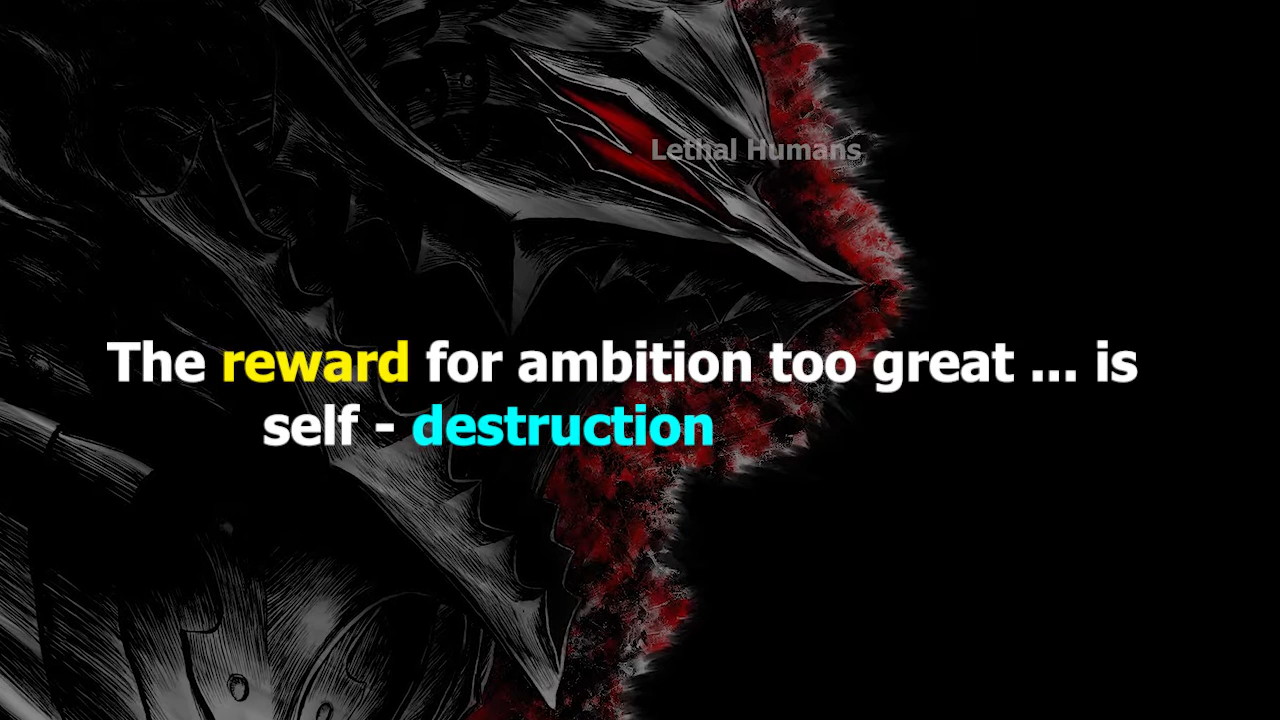 Lethal Humans
The reward for ambition too great ... is
self - destruction